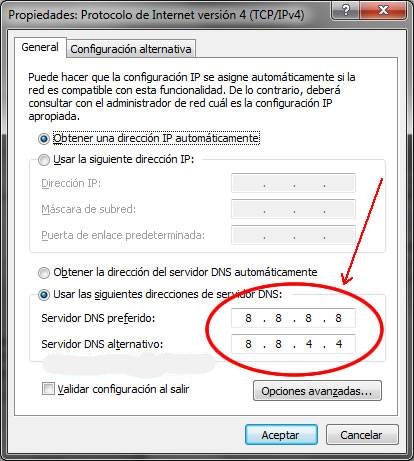 Propiedades: Protocolo de Internet versión 4 (TCP/IPv4)
General
Configuración alternativa
Puede hacer que la configuración IP se asigne automáticamente si la
red es compatible con esta funcionalidad. De lo contrario, deberá
consultar con el administrador de red cuál es la configuración IP
apropiada.
Obtener una dirección IP automáticamente
Usar la siguiente dirección IP:
Dirección IP:
. . .
Máscara de subred:
. . .
Puerta de enlace predeterminada:
. . .
Obtener la dirección del servidor DNS automáticamente
Usar las siguientes direcciones de servidor DNS:
Servidor DNS preferido:
8 . 8 . 8 . 8
Servidor DNS alternativo:
8 . 8 . 4 . 4
Validar configuración al salir
Opciones avanzadas...
Aceptar
Cancelar